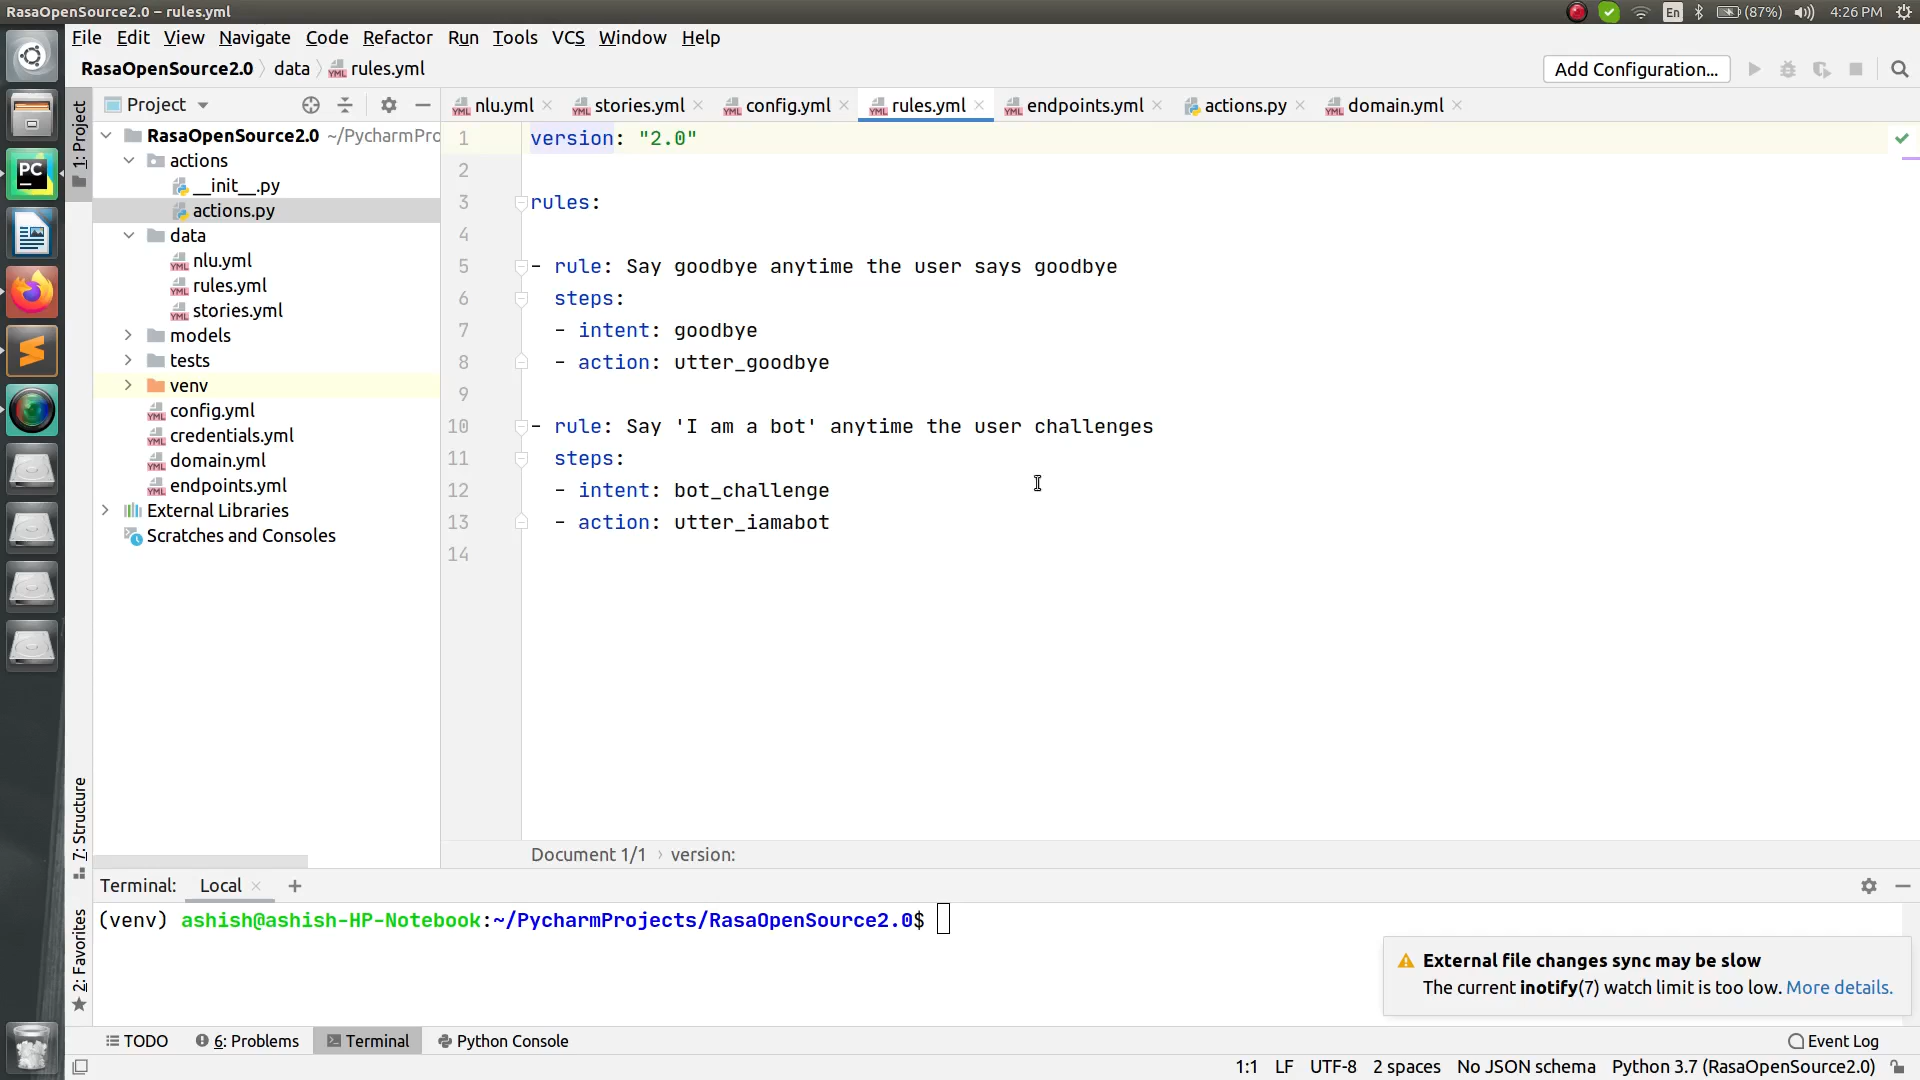 RasaOpenSource2.0 – rules.yml
En
(87%)
4:26 PM
File Edit View Navigate Code Refactor Run Tools VCS Window Help
RasaOpenSource2.0 data rules.yml
Add Configuration...
1: Project
7: Structure
2: Favorites
Project
RasaOpenSource2.0 ~/PycharmPro
actions
__init__.py
actions.py
data
nlu.yml
rules.yml
stories.yml
models
tests
venv
config.yml
credentials.yml
domain.yml
endpoints.yml
External Libraries
Scratches and Consoles
nlu.yml stories.yml config.yml rules.yml endpoints.yml actions.py domain.yml
1 version: "2.0"
2
3 rules:
4
5 - rule: Say goodbye anytime the user says goodbye
6 steps:
7 - intent: goodbye
8 - action: utter_goodbye
9
10 - rule: Say 'I am a bot' anytime the user challenges
11 steps:
12 - intent: bot_challenge
13 - action: utter_iamabot
14
Document 1/1 › version:
Terminal: Local
(venv) ashish@ashish-HP-Notebook:~/PycharmProjects/RasaOpenSource2.0$
External file changes sync may be slow
The current inotify(7) watch limit is too low. More details.
TODO 6: Problems Terminal Python Console Event Log
1:1 LF UTF-8 2 spaces No JSON schema Python 3.7 (RasaOpenSource2.0)